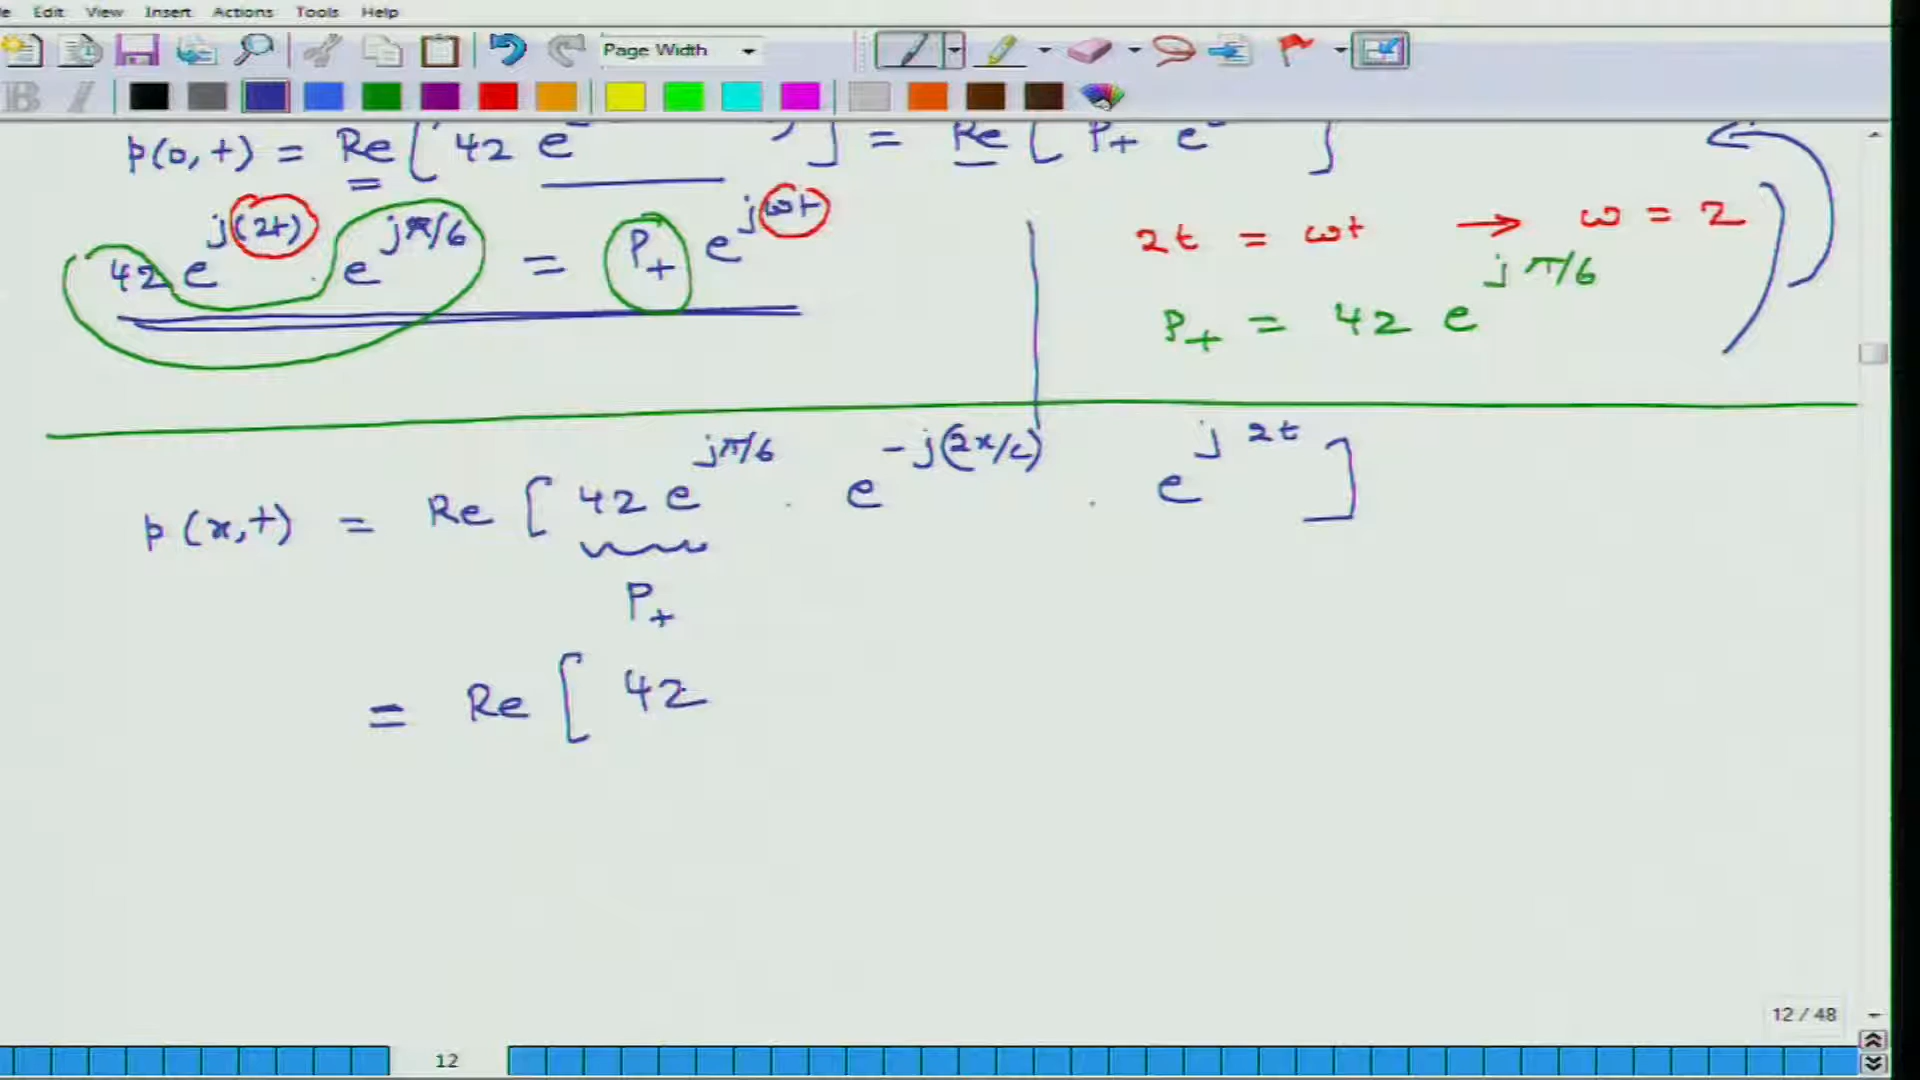 Edit View Insert Actions Tools Help
Page Width
p(0,t) = Re [ 42 e ] = Re [ P+ e ]
42 e^j(2t) . e^jπ/6 = P+ e^jωt
2t = ωt → ω = 2
P+ = 42 e^jπ/6
p(x,t) = Re [ 42 e^jπ/6 . e^-j(2x/c) . e^j2t ]
P+
= Re [ 42
12 / 48
12